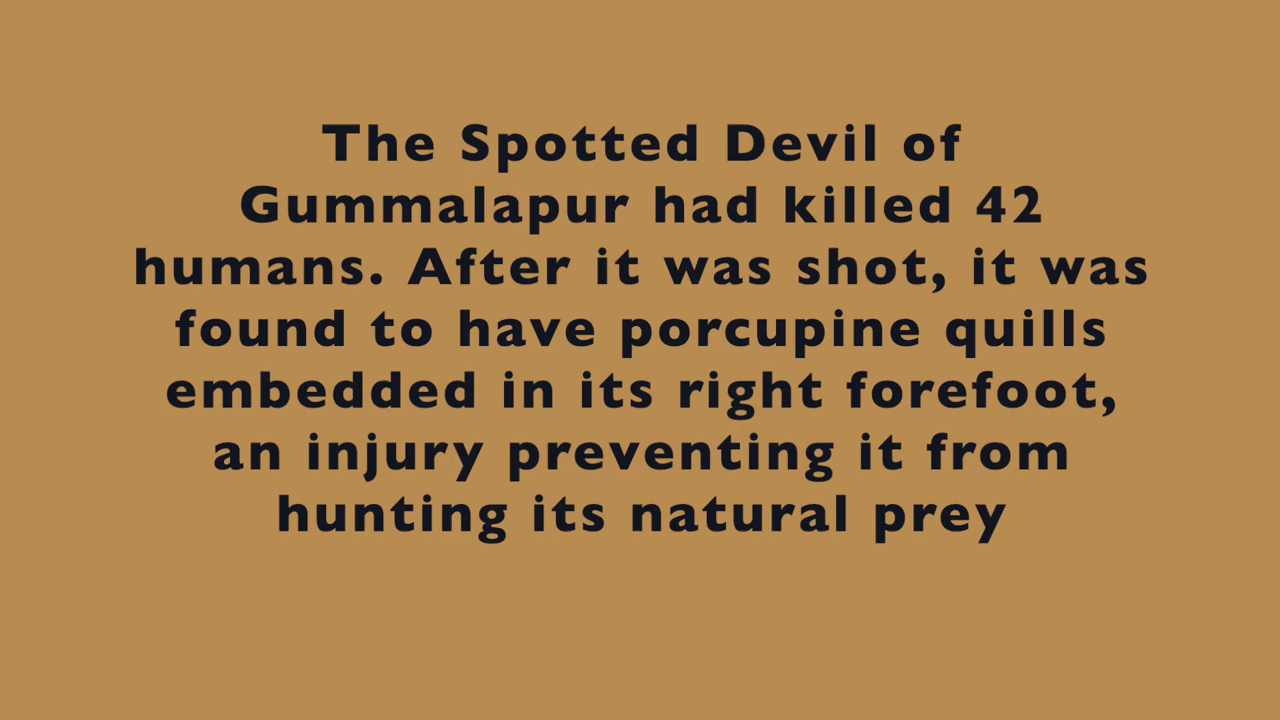 The Spotted Devil of
Gummalapur had killed 42
humans. After it was shot, it was
found to have porcupine quills
embedded in its right forefoot,
an injury preventing it from
hunting its natural prey